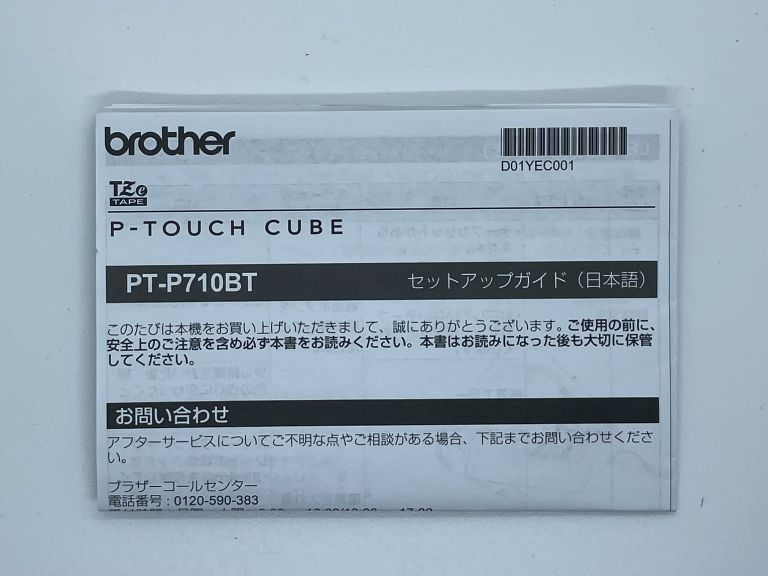 brother
D01YEC001
TZe
TAPE
P-TOUCH CUBE
PT-P710BT
セットアップガイド（日本語）
このたびは本機をお買い上げいただきまして、誠にありがとうございます。ご使用の前に、
安全上のご注意を含め必ず本書をお読みください。本書はお読みになった後も大切に保管
してください。
お問い合わせ
アフターサービスについてご不明な点やご相談がある場合、下記までお問い合わせくださ
い。
ブラザーコールセンター
電話番号 : 0120-590-383